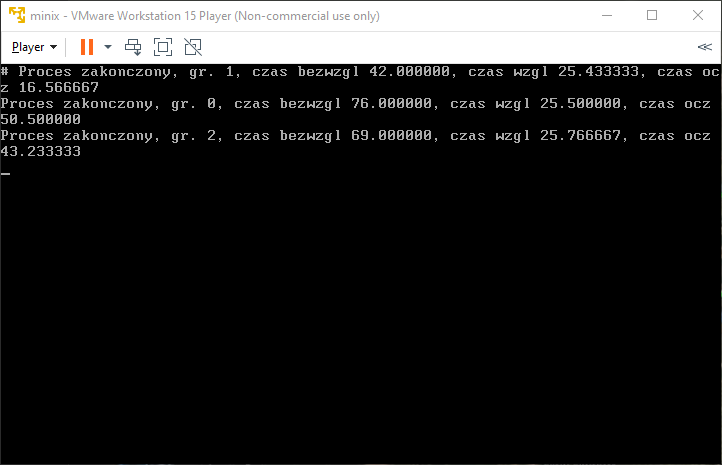 minix - VMware Workstation 15 Player (Non-commercial use only)
Player
# Proces zakonczony, gr. 1, czas bezwzgl 42.000000, czas wzgl 25.433333, czas oc
z 16.566667
Proces zakonczony, gr. 0, czas bezwzgl 76.000000, czas wzgl 25.500000, czas ocz
50.500000
Proces zakonczony, gr. 2, czas bezwzgl 69.000000, czas wzgl 25.766667, czas ocz
43.233333